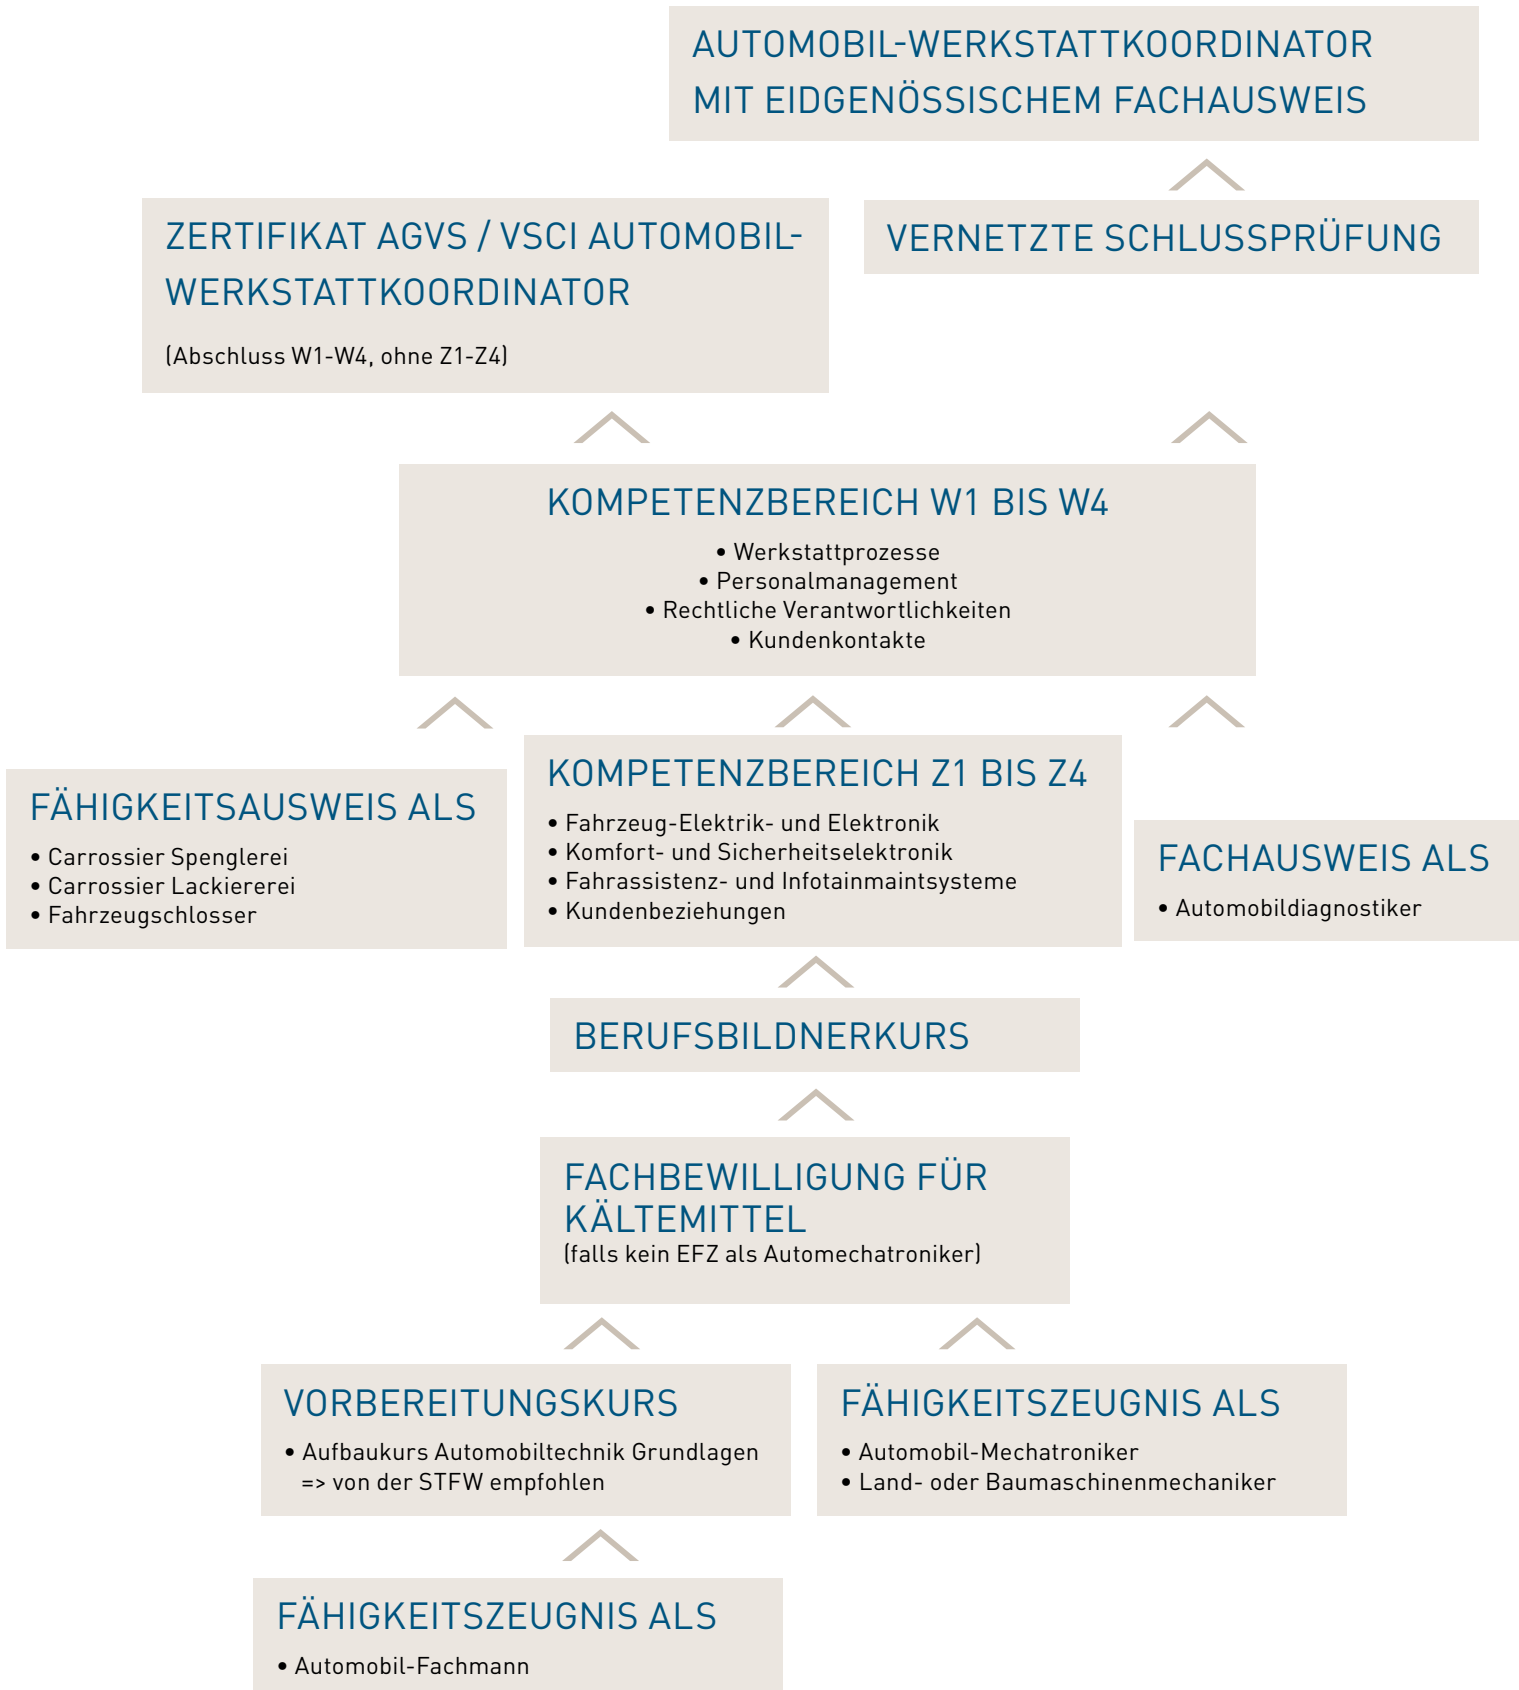 AUTOMOBIL-WERKSTATTKOORDINATOR
MIT EIDGENÖSSISCHEM FACHAUSWEIS
ZERTIFIKAT AGVS / VSCI AUTOMOBIL-
WERKSTATTKOORDINATOR
(Abschluss W1-W4, ohne Z1-Z4)
VERNETZTE SCHLUSSPRÜFUNG
KOMPETENZBEREICH W1 BIS W4
• Werkstattprozesse
• Personalmanagement
• Rechtliche Verantwortlichkeiten
• Kundenkontakte
FÄHIGKEITSAUSWEIS ALS
• Carrossier Spenglerei
• Carrossier Lackiererei
• Fahrzeugschlosser
KOMPETENZBEREICH Z1 BIS Z4
• Fahrzeug-Elektrik- und Elektronik
• Komfort- und Sicherheitselektronik
• Fahrassistenz- und Infotainmaintsysteme
• Kundenbeziehungen
FACHAUSWEIS ALS
• Automobildiagnostiker
BERUFSBILDNERKURS
FACHBEWILLIGUNG FÜR
KÄLTEMITTEL
(falls kein EFZ als Automechatroniker)
VORBEREITUNGSKURS
• Aufbaukurs Automobiltechnik Grundlagen
=> von der STFW empfohlen
FÄHIGKEITSZEUGNIS ALS
• Automobil-Mechatroniker
• Land- oder Baumaschinenmechaniker
FÄHIGKEITSZEUGNIS ALS
• Automobil-Fachmann